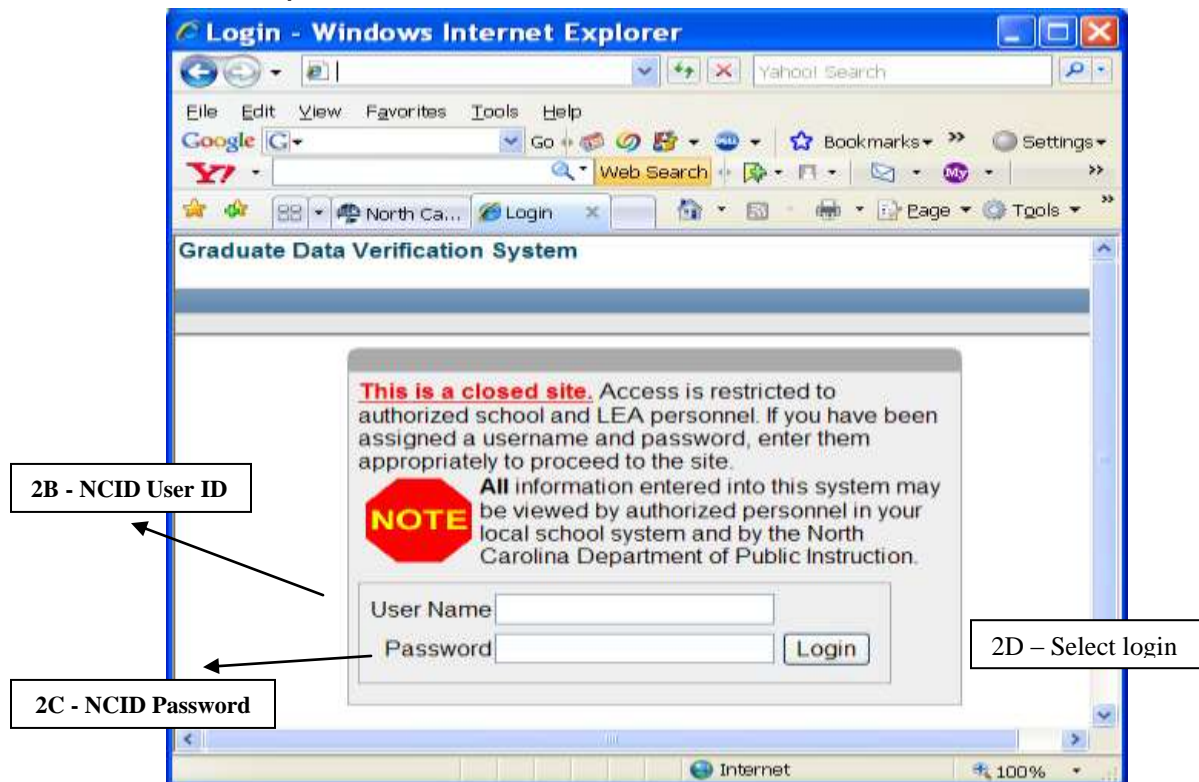 Login - Windows Internet Explorer
Yahoo! Search
File Edit View Favorites Tools Help
Google G Go Bookmarks Settings
Y! Web Search My
North Ca... Login Page Tools
Graduate Data Verification System
This is a closed site. Access is restricted to
authorized school and LEA personnel. If you have been
assigned a username and password, enter them
appropriately to proceed to the site.
NOTE
All information entered into this system may
be viewed by authorized personnel in your
local school system and by the North
Carolina Department of Public Instruction.
2B - NCID User ID
User Name
Password Login
2D – Select login
2C - NCID Password
Internet 100%